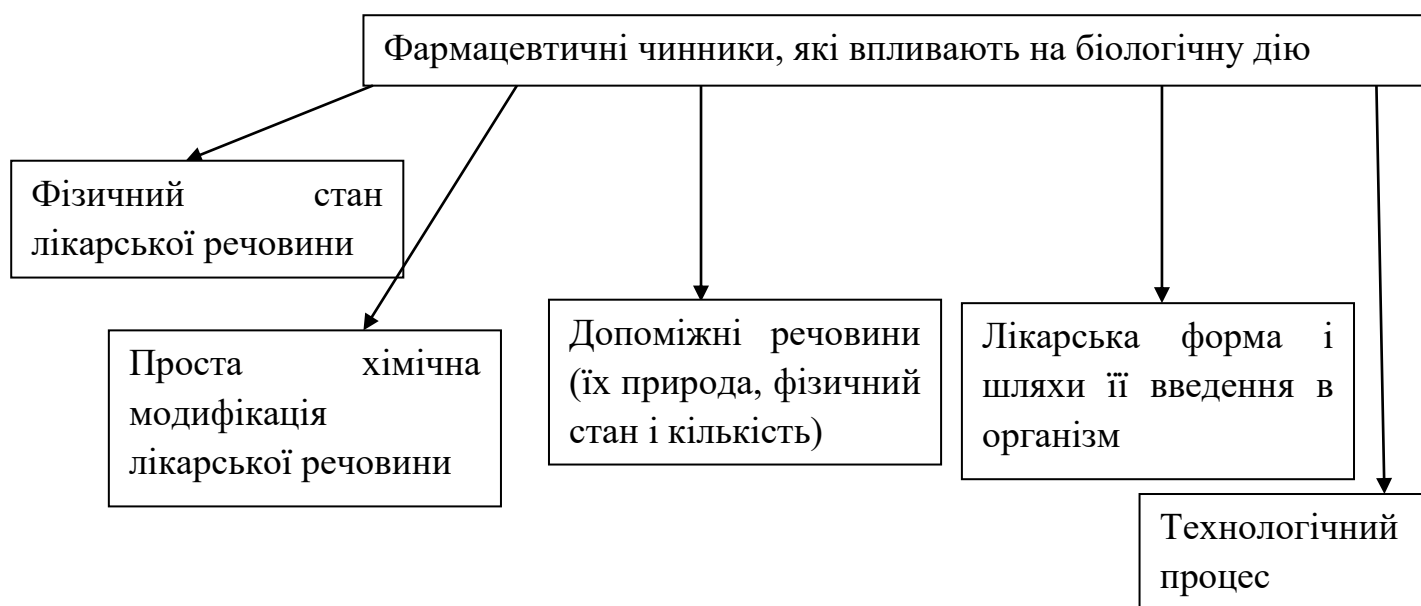 Фармацевтичні чинники, які впливають на біологічну дію
Фізичний стан
лікарської речовини
Проста хімічна
модифікація
лікарської речовини
Допоміжні речовини
(їх природа, фізичний
стан і кількість)
Лікарська форма і
шляхи її введення в
організм
Технологічний
процес